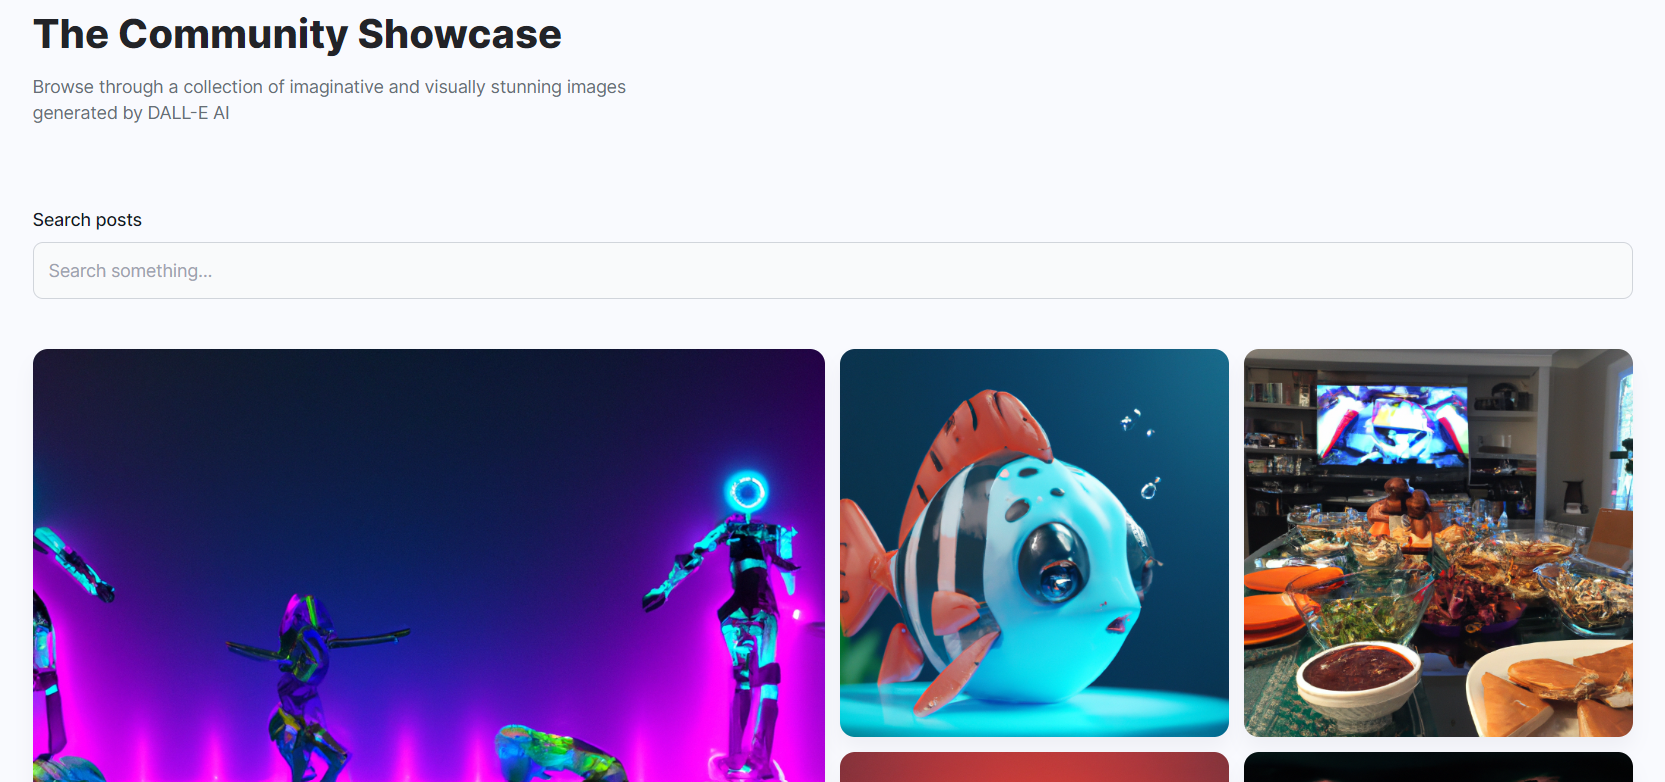 The Community Showcase
Browse through a collection of imaginative and visually stunning images
generated by DALL-E AI
Search posts
Search something...